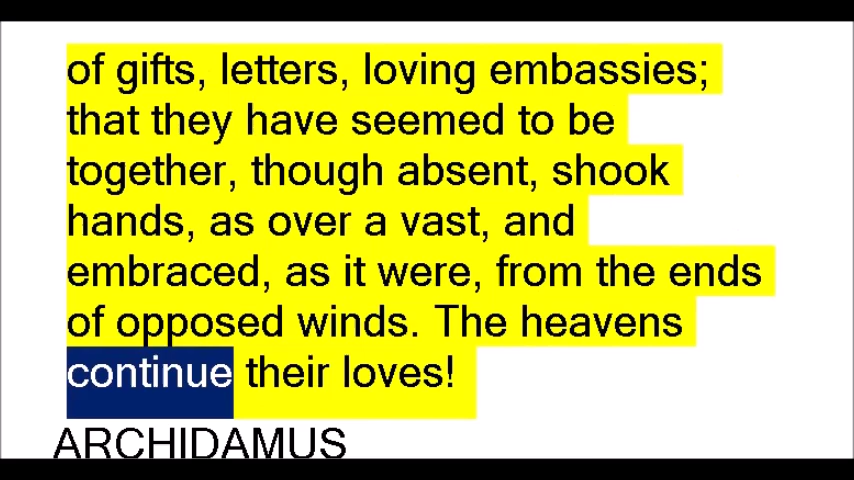 of gifts, letters, loving embassies;
that they have seemed to be
together, though absent, shook
hands, as over a vast, and
embraced, as it were, from the ends
of opposed winds. The heavens
continue their loves!
ARCHIDAMUS